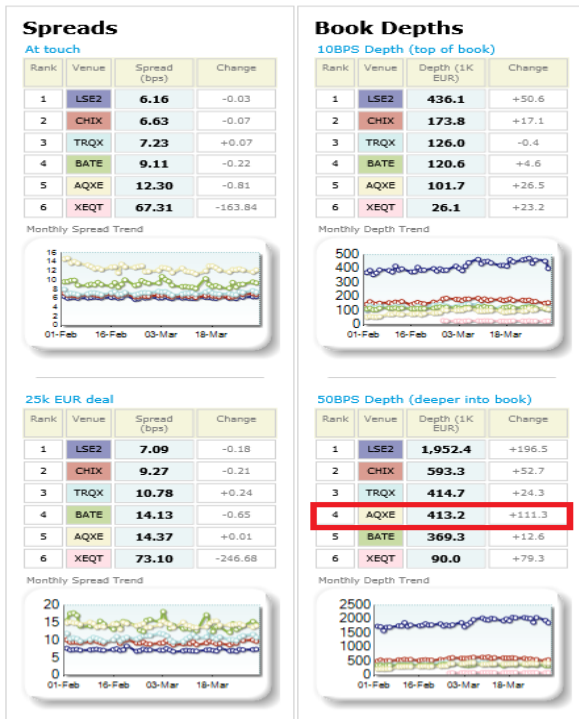 Spreads
At touch
Rank Venue Spread (bps) Change
1 LSE2 6.16 -0.03
2 CHIX 6.63 -0.07
3 TRQX 7.23 +0.07
4 BATE 9.11 -0.22
5 AQXE 12.30 -0.81
6 XEQT 67.31 -163.84
Monthly Spread Trend
16
14
12
10
8
6
4
2
0
01-Feb 16-Feb 03-Mar 18-Mar
25k EUR deal
Rank Venue Spread (bps) Change
1 LSE2 7.09 -0.18
2 CHIX 9.27 -0.21
3 TRQX 10.78 +0.24
4 BATE 14.13 -0.65
5 AQXE 14.37 +0.01
6 XEQT 73.10 -246.68
Monthly Spread Trend
20
15
10
5
0
01-Feb 16-Feb 03-Mar 18-Mar
Book Depths
10BPS Depth (top of book)
Rank Venue Depth (1K EUR) Change
1 LSE2 436.1 +50.6
2 CHIX 173.8 +17.1
3 TRQX 126.0 -0.4
4 BATE 120.6 +4.6
5 AQXE 101.7 +26.5
6 XEQT 26.1 +23.2
Monthly Depth Trend
500
400
300
200
100
0
01-Feb 16-Feb 03-Mar 18-Mar
50BPS Depth (deeper into book)
Rank Venue Depth (1K EUR) Change
1 LSE2 1,952.4 +196.5
2 CHIX 593.3 +52.7
3 TRQX 414.7 +24.3
4 AQXE 413.2 +111.3
5 BATE 369.3 +12.6
6 XEQT 90.0 +79.3
Monthly Depth Trend
2500
2000
1500
1000
500
0
01-Feb 16-Feb 03-Mar 18-Mar